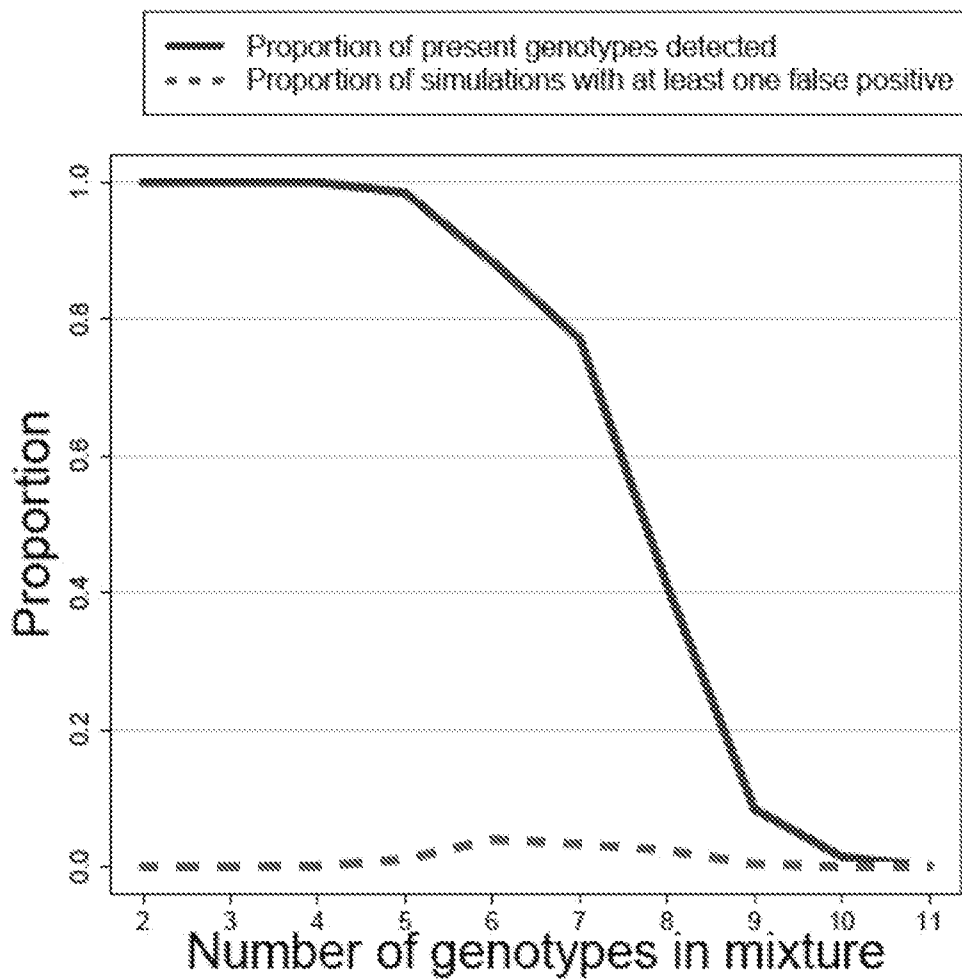 Proportion of present genotypes detected
Proportion of simulations with at least one false positive
1.0
0.8
0.6
0.4
0.2
0.0
Proportion
2 3 4 5 6 7 8 9 10 11
Number of genotypes in mixture